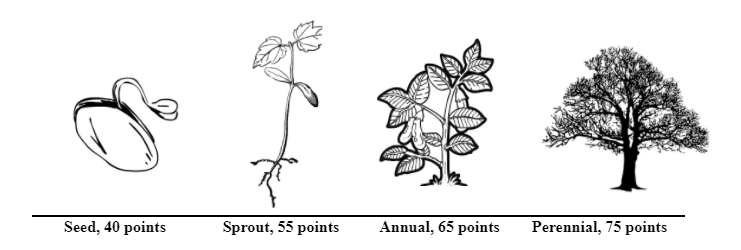 Seed, 40 points Sprout, 55 points Annual, 65 points Perennial, 75 points